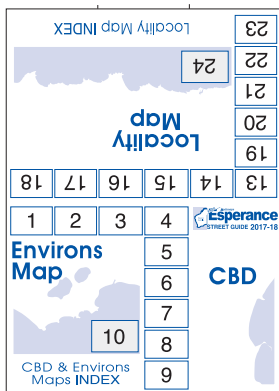 Locality Map INDEX
23
24
22
21
Locality
Map
20
19
18 17 16 15 14 13
1 2 3 4
Esperance
STREET GUIDE 2017-18
Environs
Map
5
CBD
6
7
10
8
CBD & Environs
Maps INDEX
9